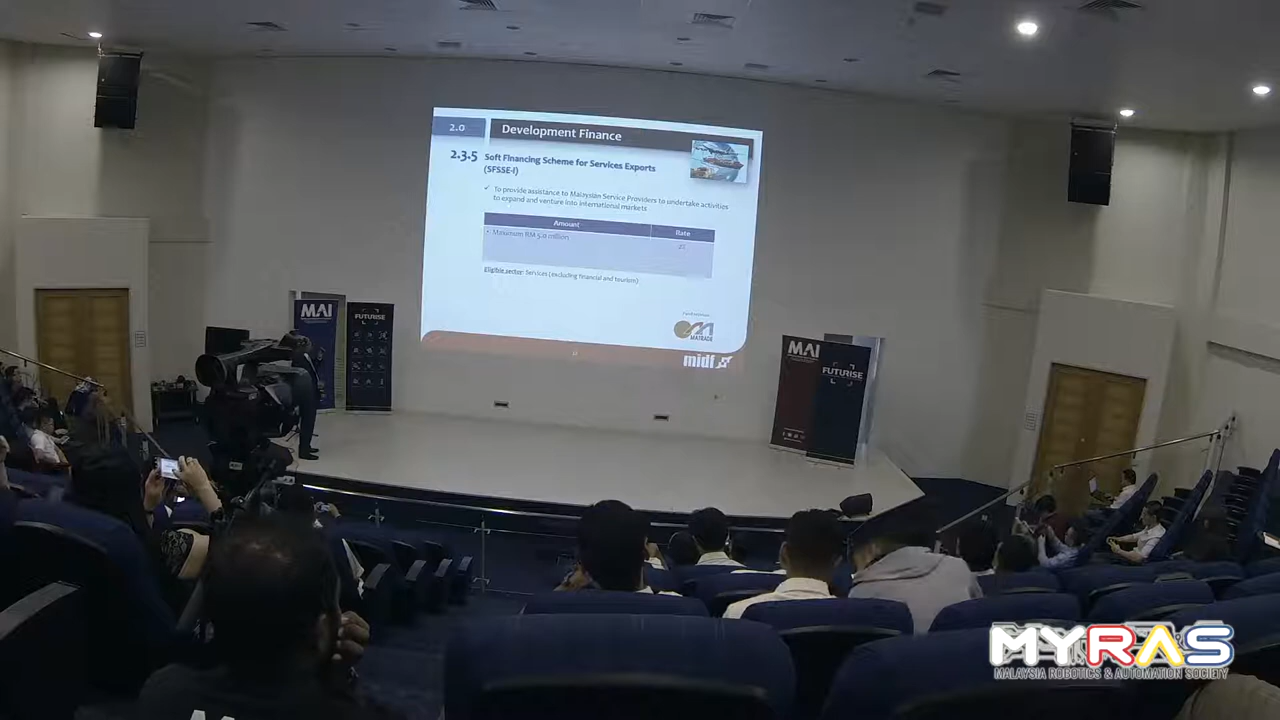 2.0
Development Finance
2.3.5 Soft Financing Scheme for Services Exports
(SFSSE-I)
✓ To provide assistance to Malaysian Service Providers to undertake activities
to expand and venture into international markets
Amount Rate
• Maximum RM 5.0 million
Eligible sector: Services (excluding financial and tourism)
MATRADE
midf
MAI
FUTURISE
MAI
FUTURISE
MYRAS
MALAYSIA ROBOTICS & AUTOMATION SOCIETY